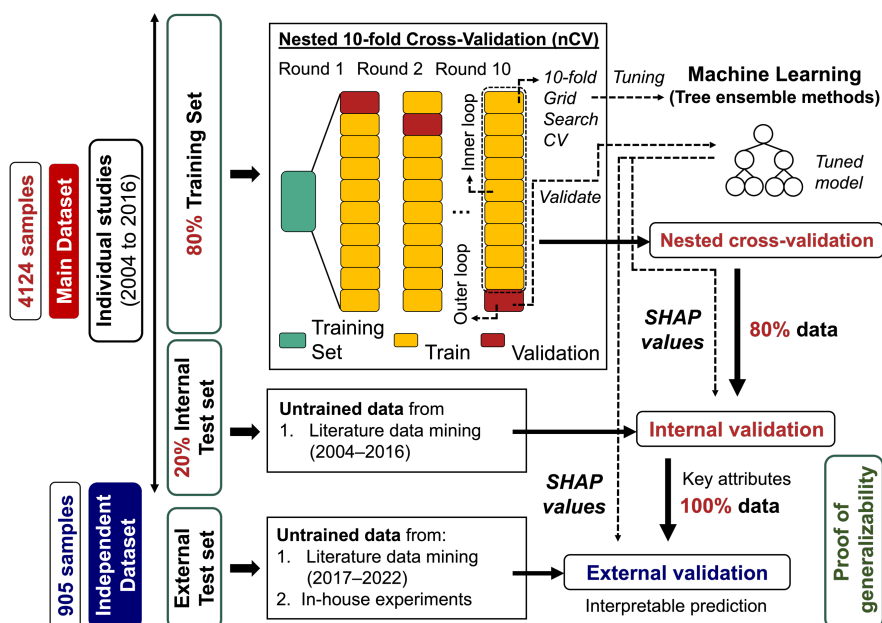 4124 samples
Main Dataset
Individual studies
(2004 to 2016)
80% Training Set
Nested 10-fold Cross-Validation (nCV)
Round 1
Round 2
Round 10
Inner loop
...
Outer loop
Training
Set
Train
Validation
10-fold
Grid
Search
CV
Tuning
Validate
Machine Learning
(Tree ensemble methods)
Tuned
model
Nested cross-validation
SHAP
values
80% data
20% Internal
Test set
Untrained data from
1. Literature data mining
(2004–2016)
Internal validation
SHAP
values
Key attributes
100% data
905 samples
Independent
Dataset
External
Test set
Untrained data from:
1. Literature data mining
(2017–2022)
2. In-house experiments
External validation
Interpretable prediction
Proof of
generalizability